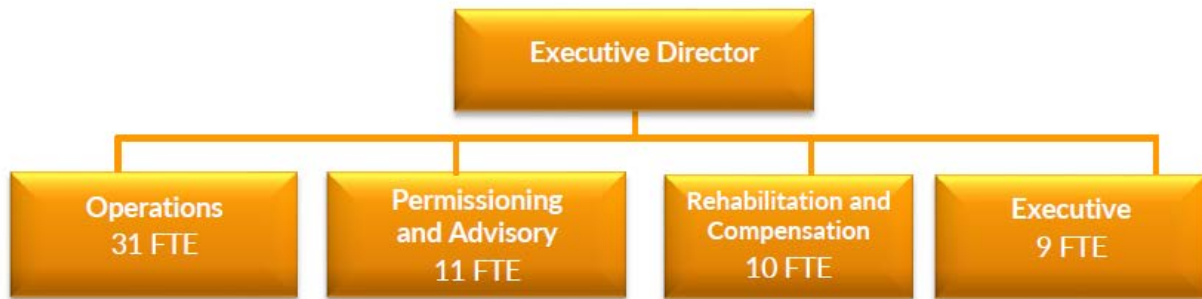 Executive Director
Operations
31 FTE
Permissioning
and Advisory
11 FTE
Rehabilitation and
Compensation
10 FTE
Executive
9 FTE